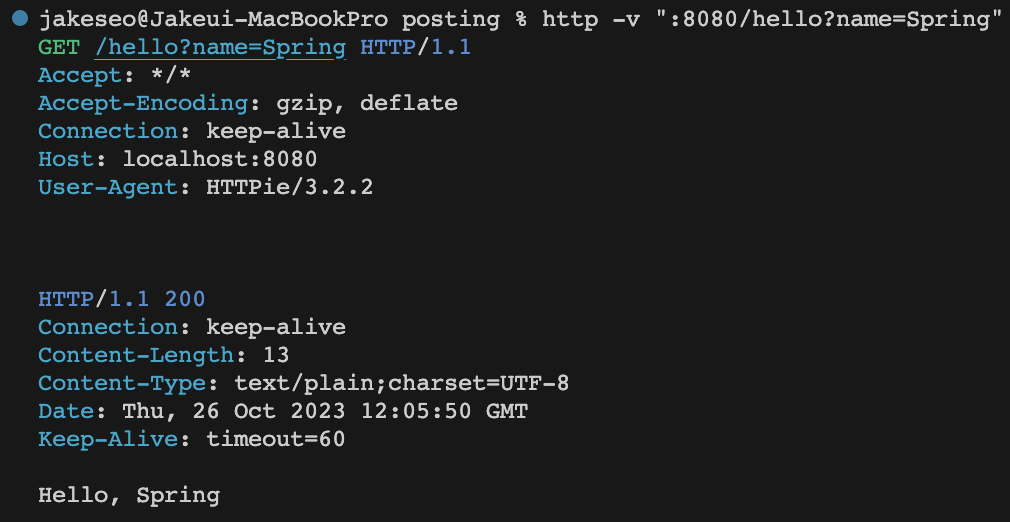 jakeseo@Jakeui-MacBookPro posting % http -v ":8080/hello?name=Spring"
GET /hello?name=Spring HTTP/1.1
Accept: */*
Accept-Encoding: gzip, deflate
Connection: keep-alive
Host: localhost:8080
User-Agent: HTTPie/3.2.2
HTTP/1.1 200
Connection: keep-alive
Content-Length: 13
Content-Type: text/plain;charset=UTF-8
Date: Thu, 26 Oct 2023 12:05:50 GMT
Keep-Alive: timeout=60
Hello, Spring